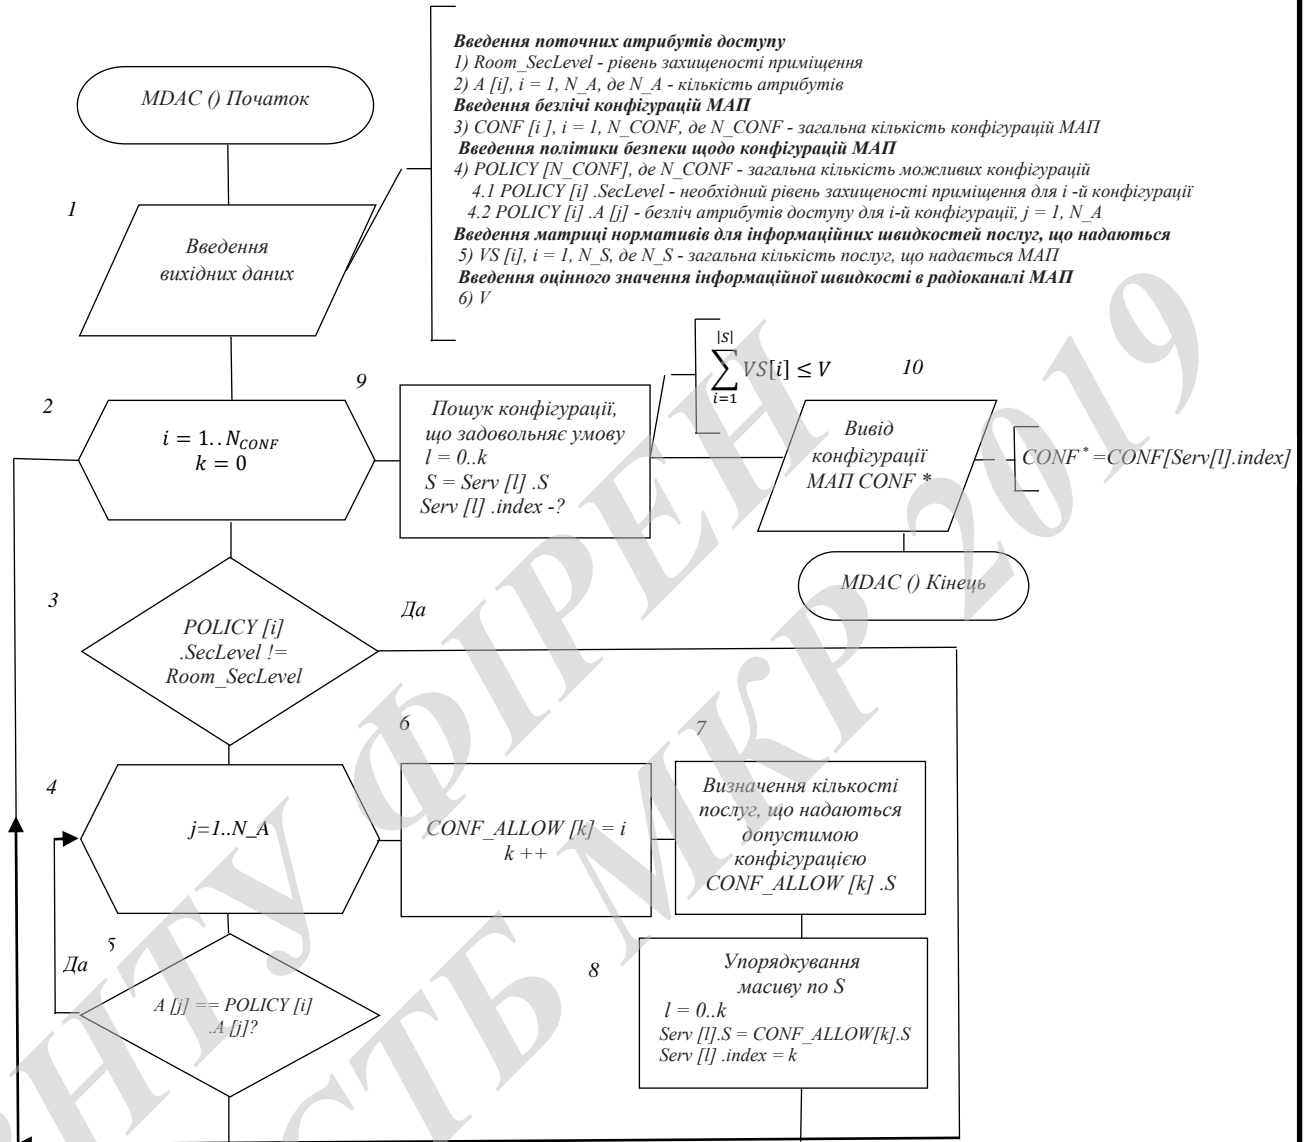 MDAC () Початок
Введення поточних атрибутів доступу
1) Room_SecLevel - рівень захищеності приміщення
2) A [i], i = 1, N_A, де N_A - кількість атрибутів
Введення безлічі конфігурацій МАП
3) CONF [i ], i = 1, N_CONF, де N_CONF - загальна кількість конфігурацій МАП
Введення політики безпеки щодо конфігурацій МАП
4) POLICY [N_CONF], де N_CONF - загальна кількість можливих конфігурацій
4.1 POLICY [i] .SecLevel - необхідний рівень захищеності приміщення для і -й конфігурації
4.2 POLICY [i] .A [j] - безліч атрибутів доступу для і-й конфігурації, j = 1, N_A
Введення матриці нормативів для інформаційних швидкостей послуг, що надаються
5) VS [i], i = 1, N_S, де N_S - загальна кількість послуг, що надається МАП
Введення оцінного значення інформаційної швидкості в радіоканалі МАП
6) V
1
Введення
вихідних даних
2
i = 1..N_CONF
k = 0
9
Пошук конфігурації,
що задовольняє умову
l = 0..k
S = Serv [l] .S
Serv [l] .index -?
|S|
∑ VS[i] ≤ V
i=1
10
Вивід
конфігурації
МАП CONF *
CONF * =CONF[Serv[l].index]
MDAC () Кінець
3
POLICY [i]
.SecLevel !=
Room_SecLevel
Да
4
j=1..N_A
6
CONF_ALLOW [k] = i
k ++
7
Визначення кількості
послуг, що надаються
допустимою
конфігурацією
CONF_ALLOW [k] .S
5
Да
A [j] == POLICY [i]
.A [j]?
8
Упорядкування
масиву по S
l = 0..k
Serv [l].S = CONF_ALLOW[k].S
Serv [l] .index = k
НТУ ФІРЕН
СТЬ МКР 2019